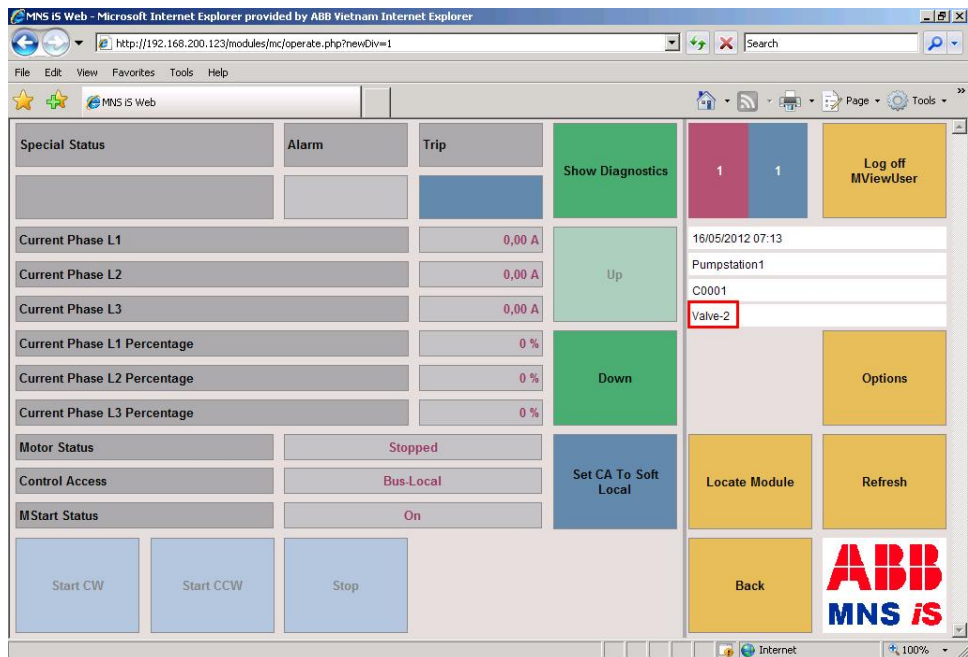 MNS iS Web - Microsoft Internet Explorer provided by ABB Vietnam Internet Explorer
http://192.168.200.123/modules/mc/operate.php?newDiv=1
Search
File Edit View Favorites Tools Help
MNS iS Web
Page Tools
Special Status Alarm Trip
Show Diagnostics
1 1
Log off
MViewUser
Current Phase L1 0,00 A
Current Phase L2 0,00 A
Current Phase L3 0,00 A
Up
16/05/2012 07:13
Pumpstation1
C0001
Valve-2
Current Phase L1 Percentage 0 %
Current Phase L2 Percentage 0 %
Current Phase L3 Percentage 0 %
Down
Options
Motor Status Stopped
Control Access Bus-Local
MStart Status On
Set CA To Soft
Local
Locate Module
Refresh
Start CW
Start CCW
Stop
Back
ABB
MNS iS
Internet
100%